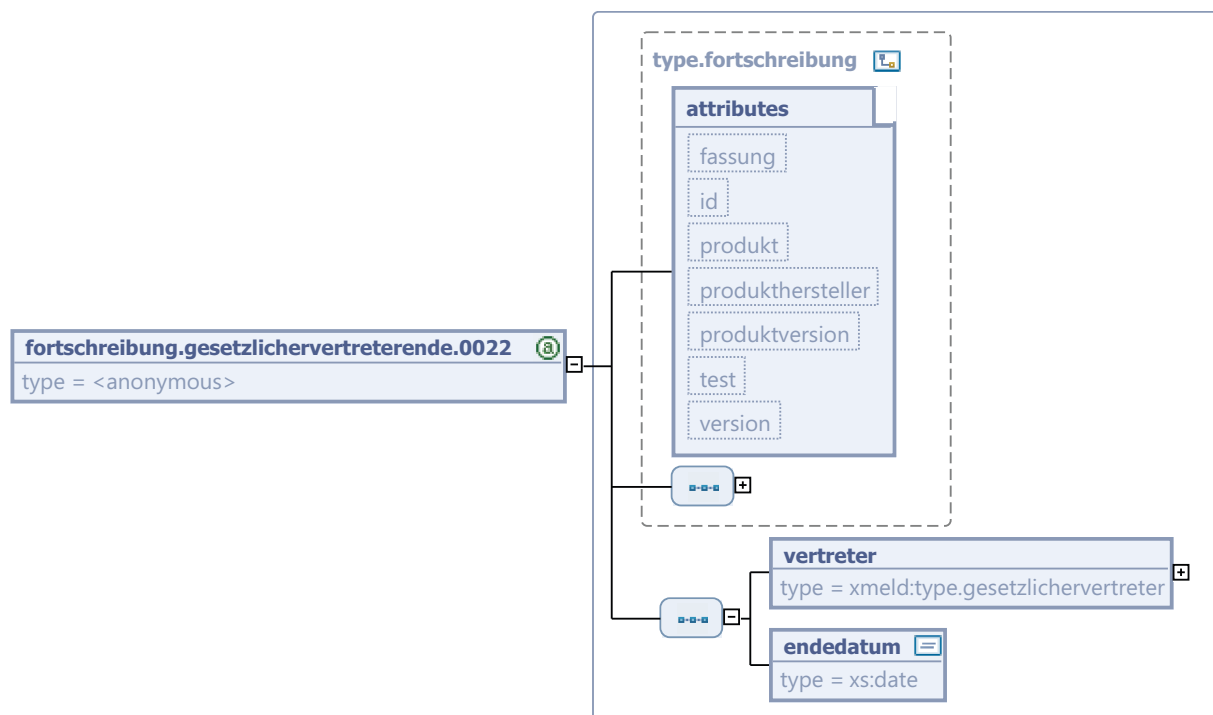 type.fortschreibung
attributes
fassung
id
produkt
produkthersteller
produktversion
test
version
fortschreibung.gesetzlichervertreterende.0022
type = <anonymous>
vertreter
type = xmeld:type.gesetzlichervertreter
endedatum
type = xs:date